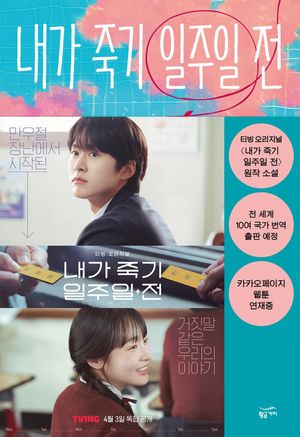 내가 죽기 일주일 전
만우절
장난에서
시작된
티빙 오리지널
〈내가 죽기
일주일 전〉
원작 소설
전 세계
10여 국가 번역
출판 예정
카카오페이지
웹툰
연재중
티빙 오리지널
내가 죽기
일주일·전
거짓말
같은
우리의
이야기
TVING 4월 3일 독점 공개
황금가지